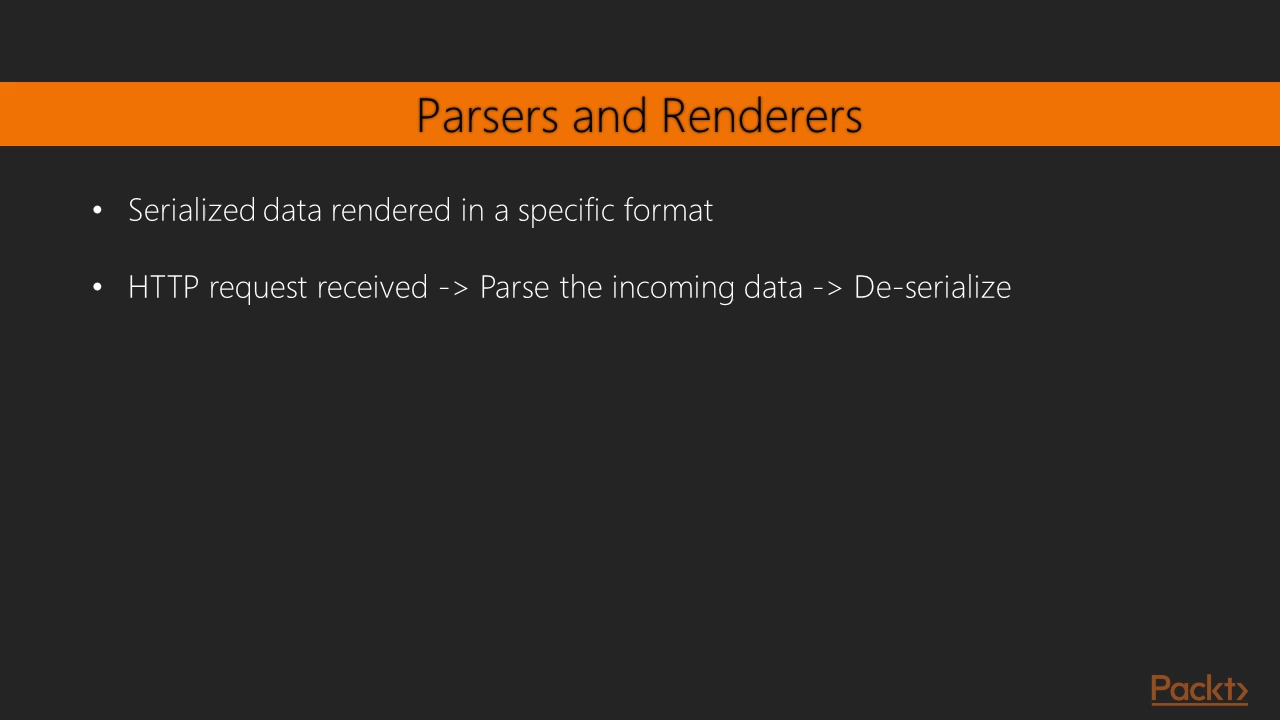 Parsers and Renderers
• Serialized data rendered in a specific format
• HTTP request received -> Parse the incoming data -> De-serialize
Packt>